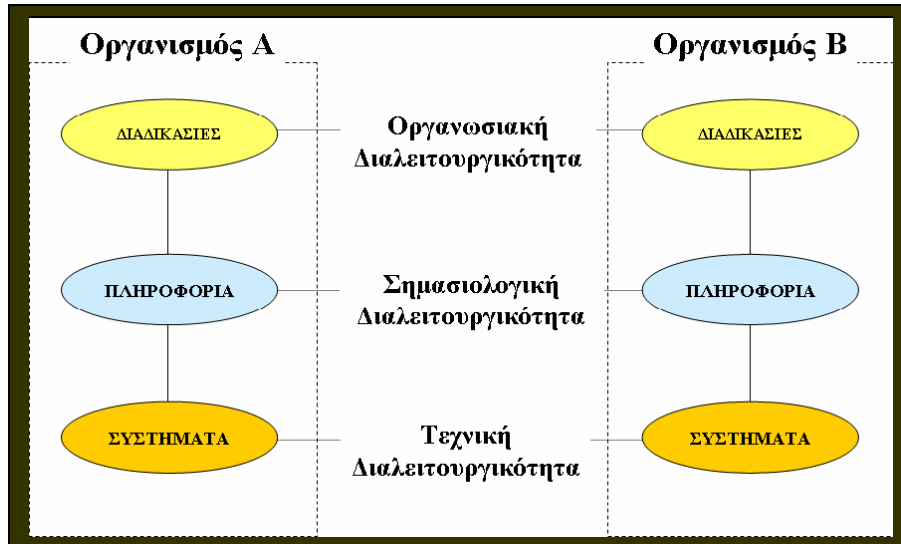 Οργανισμός Α
Οργανισμός Β
ΔΙΑΔΙΚΑΣΙΕΣ
Οργανωσιακή
Διαλειτουργικότητα
ΔΙΑΔΙΚΑΣΙΕΣ
ΠΛΗΡΟΦΟΡΙΑ
Σημασιολογική
Διαλειτουργικότητα
ΠΛΗΡΟΦΟΡΙΑ
ΣΥΣΤΗΜΑΤΑ
Τεχνική
Διαλειτουργικότητα
ΣΥΣΤΗΜΑΤΑ